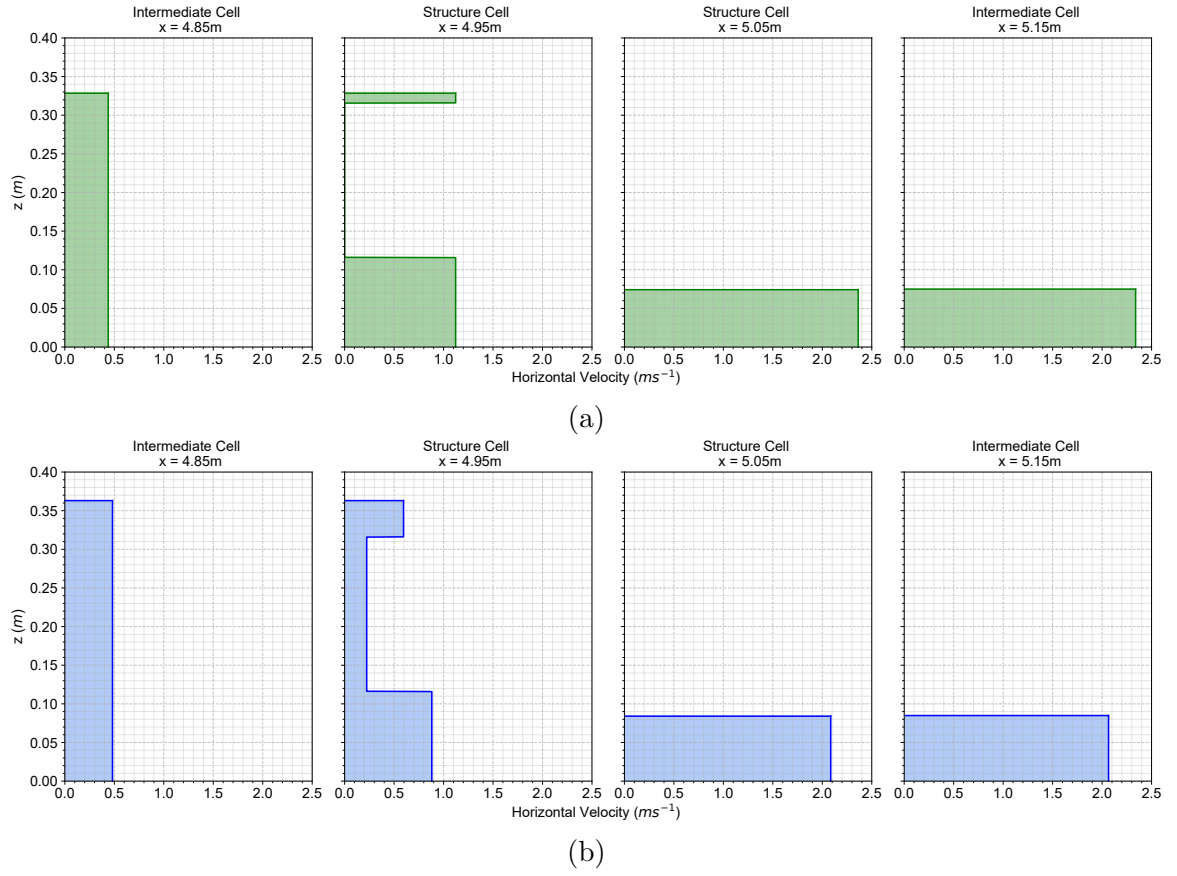 Intermediate Cell
x = 4.85m
Structure Cell
x = 4.95m
Structure Cell
x = 5.05m
Intermediate Cell
x = 5.15m
0.40
0.35
0.30
0.25
0.20
0.15
0.10
0.05
0.00
z (m)
0.0 0.5 1.0 1.5 2.0 2.5
0.0 0.5 1.0 1.5 2.0 2.5
0.0 0.5 1.0 1.5 2.0 2.5
0.0 0.5 1.0 1.5 2.0 2.5
Horizontal Velocity (ms⁻¹)
(a)
Intermediate Cell
x = 4.85m
Structure Cell
x = 4.95m
Structure Cell
x = 5.05m
Intermediate Cell
x = 5.15m
0.40
0.35
0.30
0.25
0.20
0.15
0.10
0.05
0.00
z (m)
0.0 0.5 1.0 1.5 2.0 2.5
0.0 0.5 1.0 1.5 2.0 2.5
0.0 0.5 1.0 1.5 2.0 2.5
0.0 0.5 1.0 1.5 2.0 2.5
Horizontal Velocity (ms⁻¹)
(b)